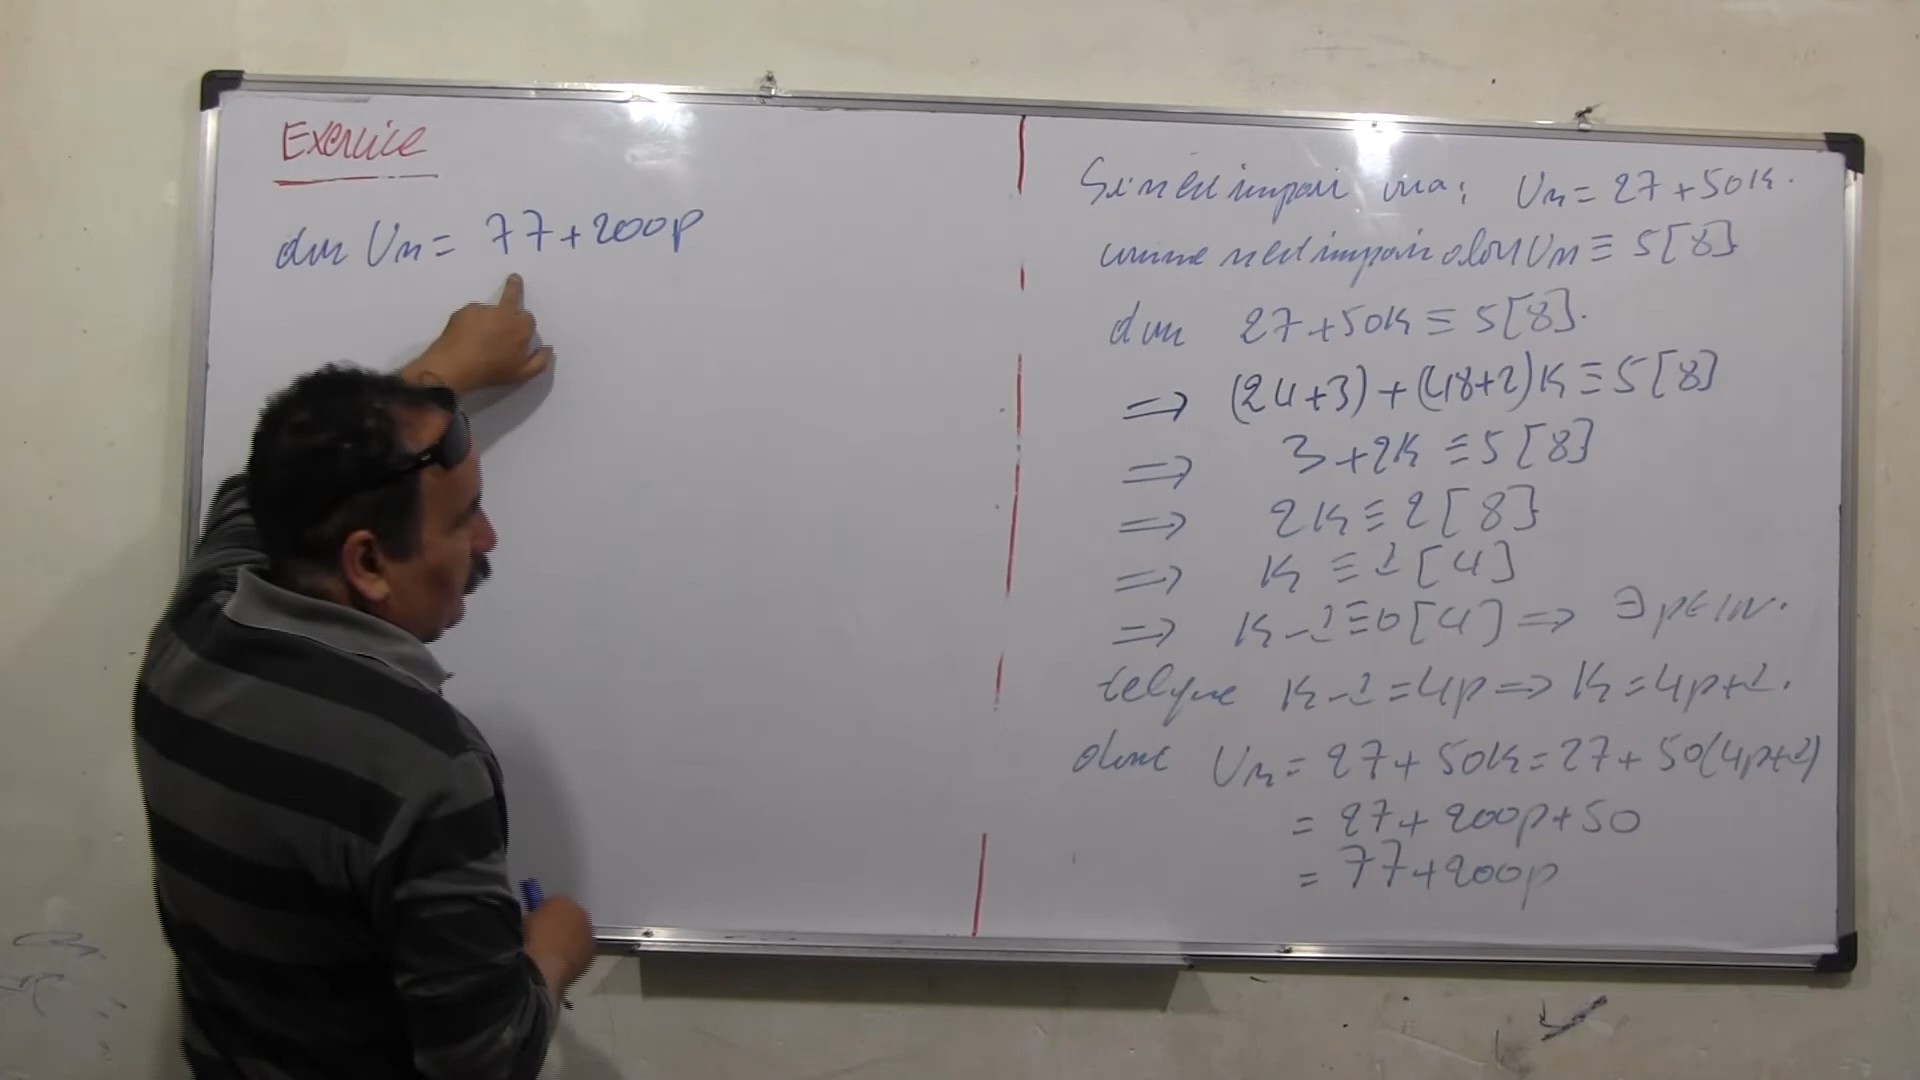 Exercice
donc Un = 77 + 200p
Si n est impair on a : Un = 27 + 50k.
comme n est impair alors Un ≡ 5[8]
donc 27 + 50k ≡ 5[8].
⇒ (24+3) + (48+2)k ≡ 5[8]
⇒ 3 + 2k ≡ 5[8]
⇒ 2k ≡ 2[8]
⇒ k ≡ 1[4]
⇒ k - 1 ≡ 0[4] ⇒ ∃ p ∈ IN.
tel que k - 1 = 4p ⇒ k = 4p+1.
donc Un = 27 + 50k = 27 + 50(4p+1)
= 27 + 200p + 50
= 77 + 200p